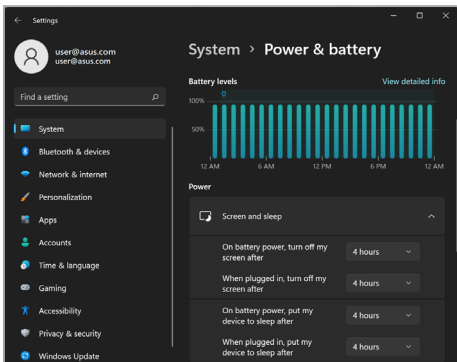 Settings
user@asus.com
user@asus.com
Find a setting
System
Bluetooth & devices
Network & internet
Personalization
Apps
Accounts
Time & language
Gaming
Accessibility
Privacy & security
Windows Update
System > Power & battery
Battery levels
View detailed info
100%
50%
12 AM 6 AM 12 PM 6 PM 12 AM
Power
Screen and sleep
On battery power, turn off my
screen after
4 hours
When plugged in, turn off my
screen after
4 hours
On battery power, put my
device to sleep after
4 hours
When plugged in, put my
device to sleep after
4 hours